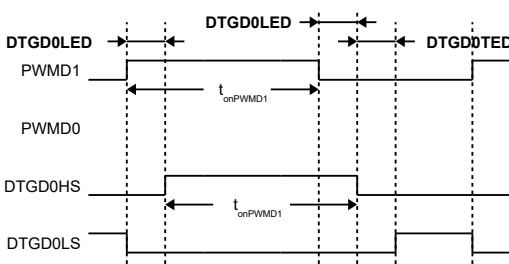 DTGD0LED
DTGD0LED
DTGD0TED
PWMD1
tonPWMD1
PWMD0
DTGD0HS
tonPWMD1
DTGD0LS